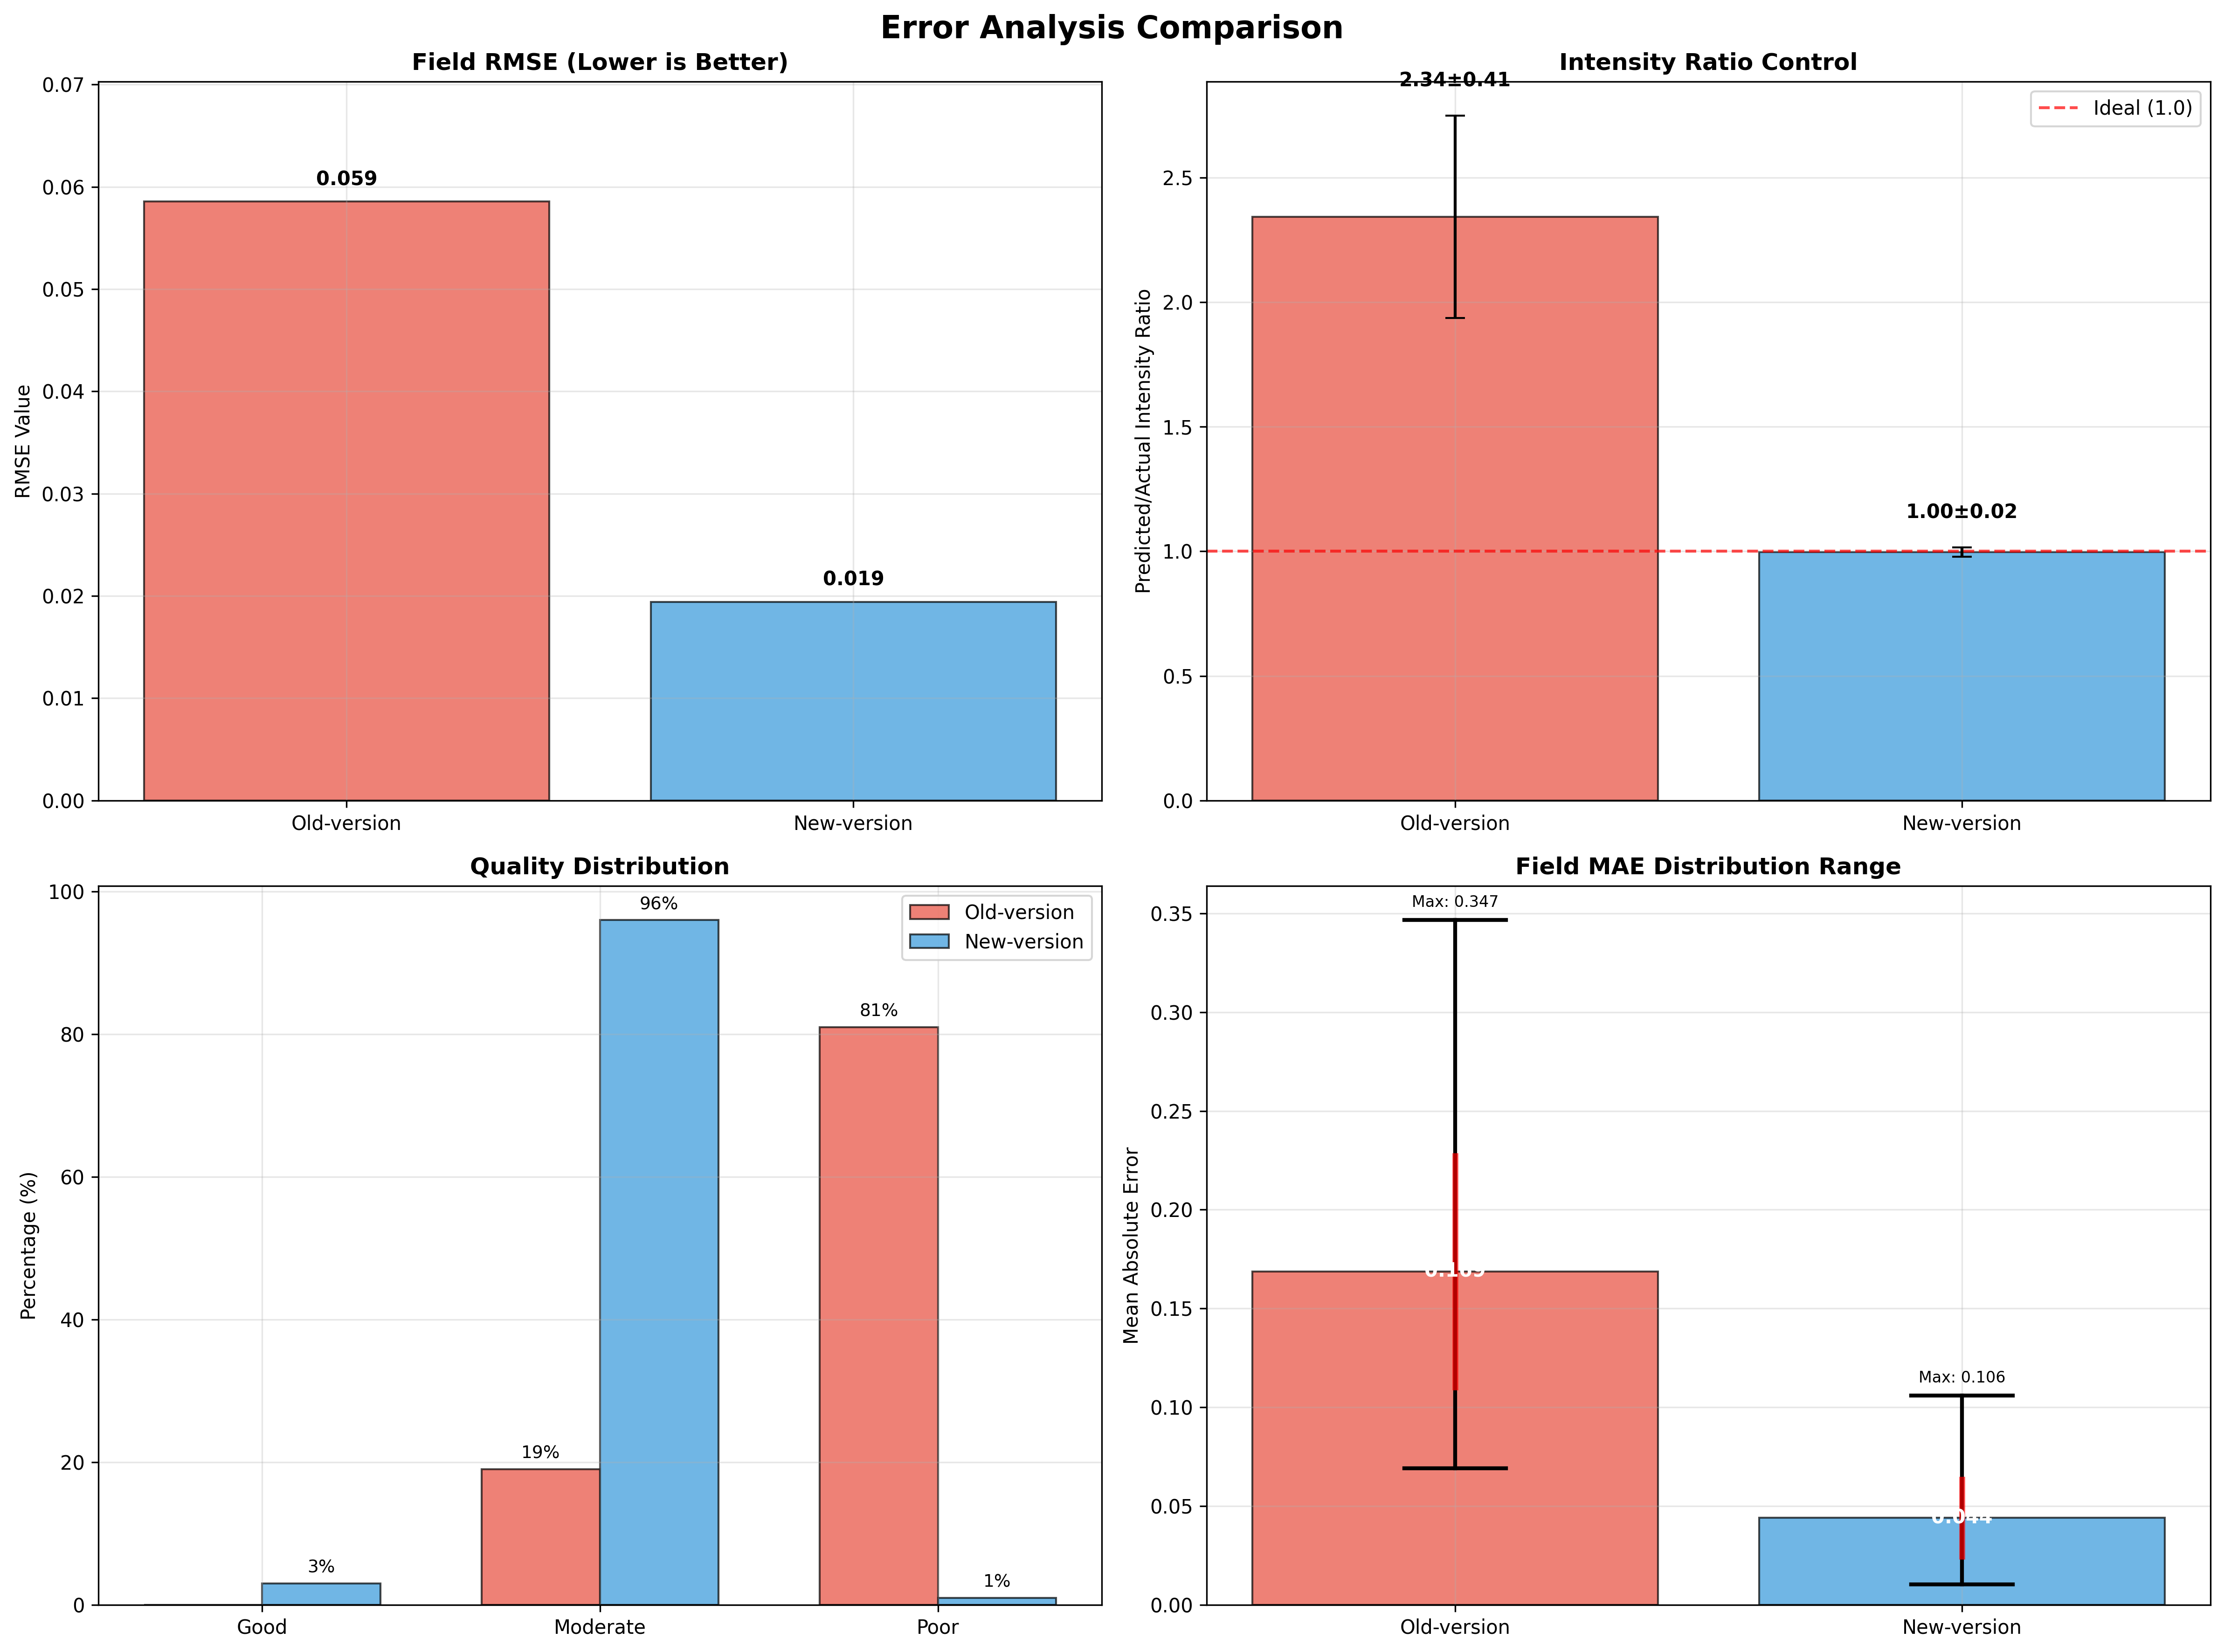 Error Analysis Comparison
Field RMSE (Lower is Better)
RMSE Value
0.07
0.06
0.05
0.04
0.03
0.02
0.01
0.00
0.059
0.019
Old-version
New-version
Intensity Ratio Control
Predicted/Actual Intensity Ratio
2.5
2.0
1.5
1.0
0.5
0.0
2.34±0.41
Ideal (1.0)
1.00±0.02
Old-version
New-version
Quality Distribution
Percentage (%)
100
80
60
40
20
0
Old-version
New-version
96%
81%
19%
3%
1%
Good
Moderate
Poor
Field MAE Distribution Range
Mean Absolute Error
0.35
0.30
0.25
0.20
0.15
0.10
0.05
0.00
Max: 0.347
0.169
Max: 0.106
0.044
Old-version
New-version